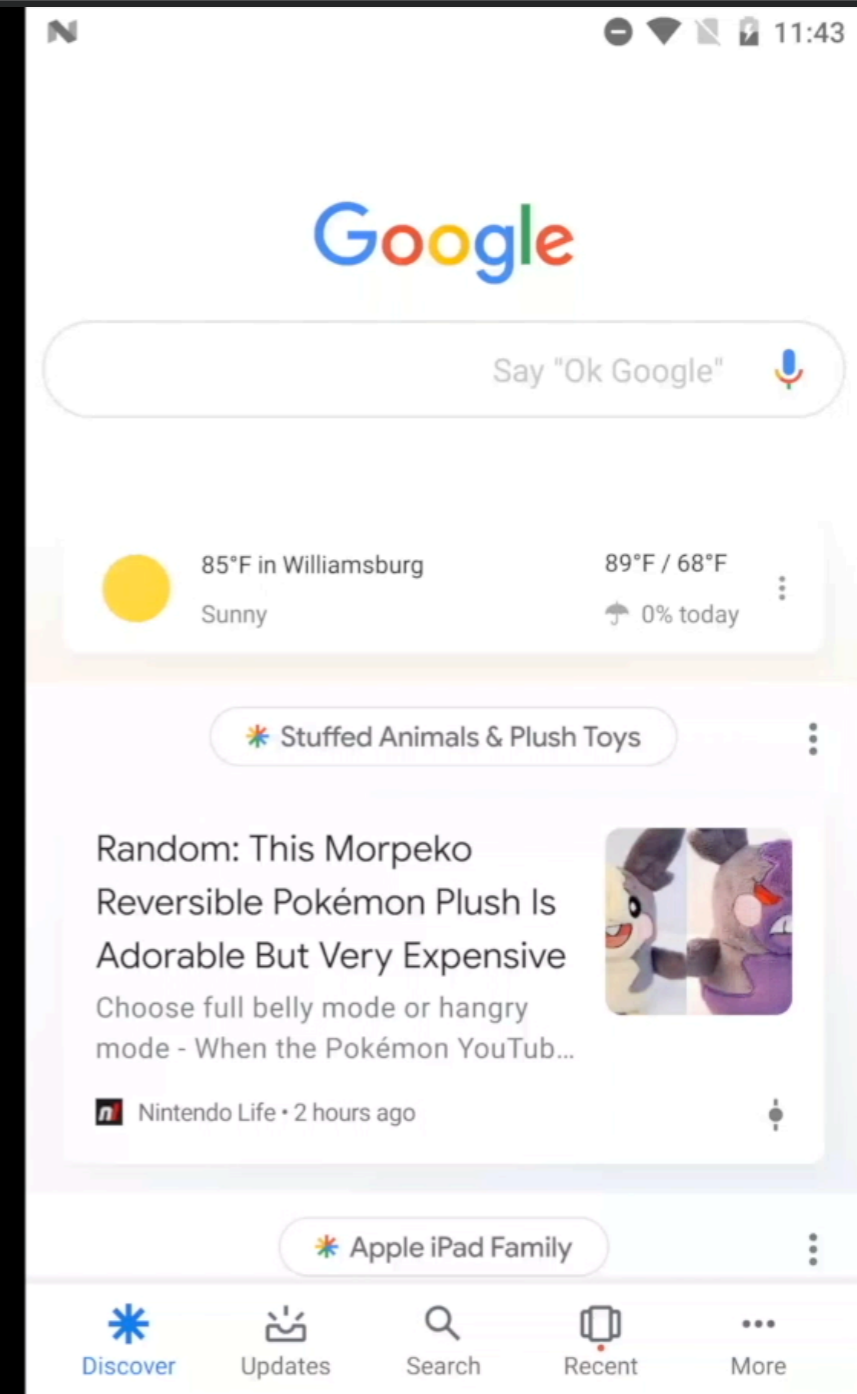 11:43
Google
Say "Ok Google"
85°F in Williamsburg
89°F / 68°F
Sunny
0% today
Stuffed Animals & Plush Toys
Random: This Morpeko
Reversible Pokémon Plush Is
Adorable But Very Expensive
Choose full belly mode or hangry
mode - When the Pokémon YouTub...
Nintendo Life • 2 hours ago
Apple iPad Family
Discover
Updates
Search
Recent
More